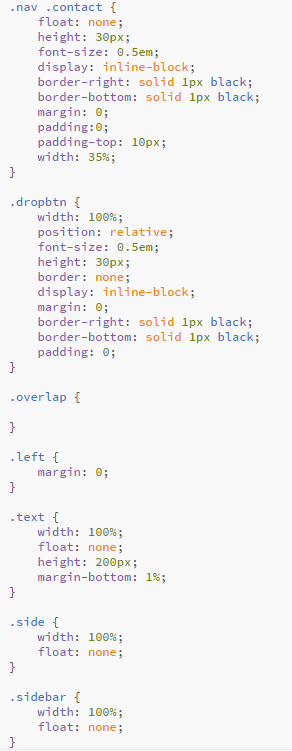 .nav .contact {
    float: none;
    height: 30px;
    font-size: 0.5em;
    display: inline-block;
    border-right: solid 1px black;
    border-bottom: solid 1px black;
    margin: 0;
    padding:0;
    padding-top: 10px;
    width: 35%;
}

.dropbtn {
    width: 100%;
    position: relative;
    font-size: 0.5em;
    height: 30px;
    border: none;
    display: inline-block;
    margin: 0;
    border-right: solid 1px black;
    border-bottom: solid 1px black;
    padding: 0;
}

.overlap {

}

.left {
    margin: 0;
}

.text {
    width: 100%;
    float: none;
    height: 200px;
    margin-bottom: 1%;
}

.side {
    width: 100%;
    float: none;
}

.sidebar {
    width: 100%;
    float: none;
}